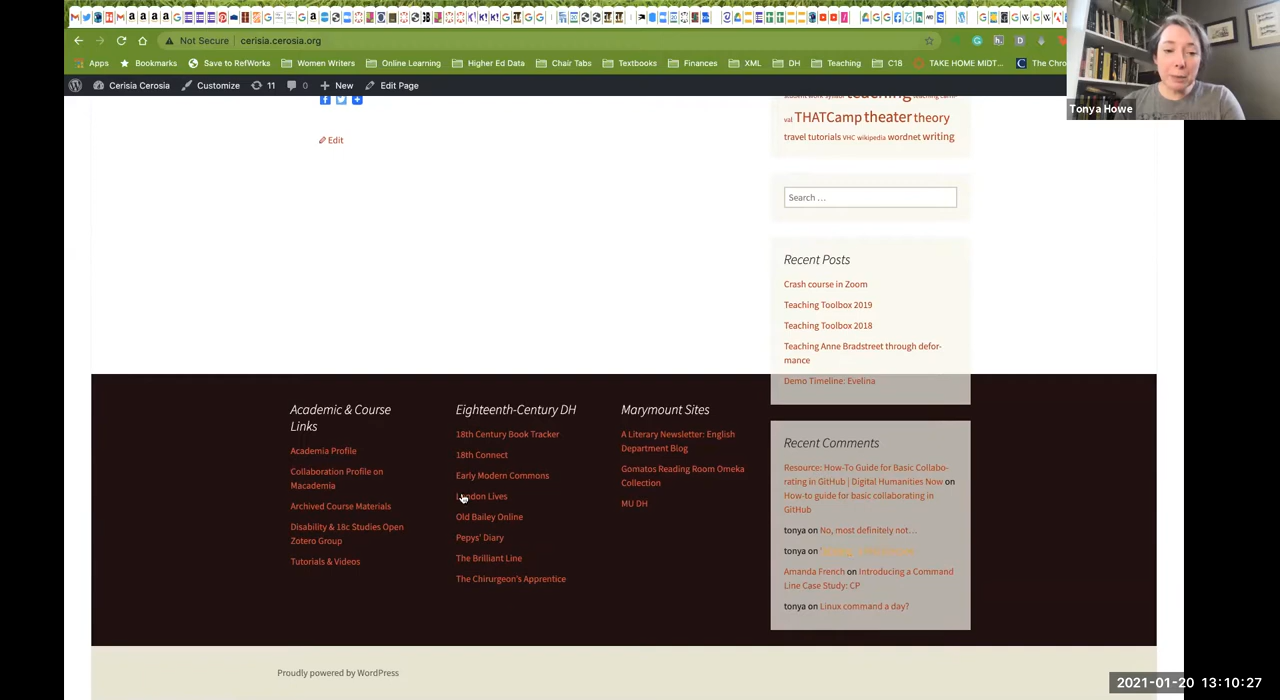 Not Secure
cerisia.cerosia.org
Apps
Bookmarks
Save to RefWorks
Women Writers
Online Learning
Higher Ed Data
Chair Tabs
Textbooks
Finances
XML
DH
Teaching
C18
TAKE HOME MIDT...
The Chro
Tonya Howe
Cerisia Cerosia
Customize
11
0
New
Edit Page
teaching
val THATCamp theater theory
travel tutorials VHC wikipedia wordnet writing
Edit
Search …
Recent Posts
Crash course in Zoom
Teaching Toolbox 2019
Teaching Toolbox 2018
Teaching Anne Bradstreet through defor-
mance
Demo Timeline: Evelina
Academic & Course
Links
Academia Profile
Collaboration Profile on
Macademia
Archived Course Materials
Disability & 18c Studies Open
Zotero Group
Tutorials & Videos
Eighteenth-Century DH
18th Century Book Tracker
18th Connect
Early Modern Commons
London Lives
Old Bailey Online
Pepys' Diary
The Brilliant Line
The Chirurgeon's Apprentice
Marymount Sites
A Literary Newsletter: English
Department Blog
Gomatos Reading Room Omeka
Collection
MU DH
Recent Comments
Resource: How-To Guide for Basic Collabo-
rating in GitHub | Digital Humanities Now on
How-to guide for basic collaborating in
GitHub
tonya on No, most definitely not…
tonya on
Amanda French on Introducing a Command
Line Case Study: CP
tonya on Linux command a day?
Proudly powered by WordPress
2021-01-20 13:10:27